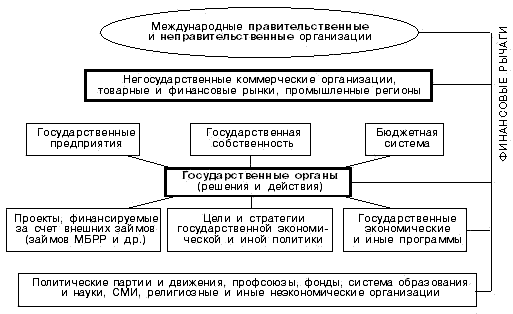 Международные правительственные
и неправительственные организации
Негосударственные коммерческие организации,
товарные и финансовые рынки, промышленные регионы
Государственные
предприятия
Государственная
собственность
Бюджетная
система
Государственные органы
(решения и действия)
Проекты, финансируемые
за счет внешних займов
(займов МБРР и др.)
Цели и стратегии
государственной экономи-
ческой и иной политики
Государственные
экономические
и иные программы
Политические партии и движения, профсоюзы, фонды, система образования
и науки, СМИ, религиозные и иные неэкономические организации
ФИНАНСОВЫЕ РЫЧАГИ